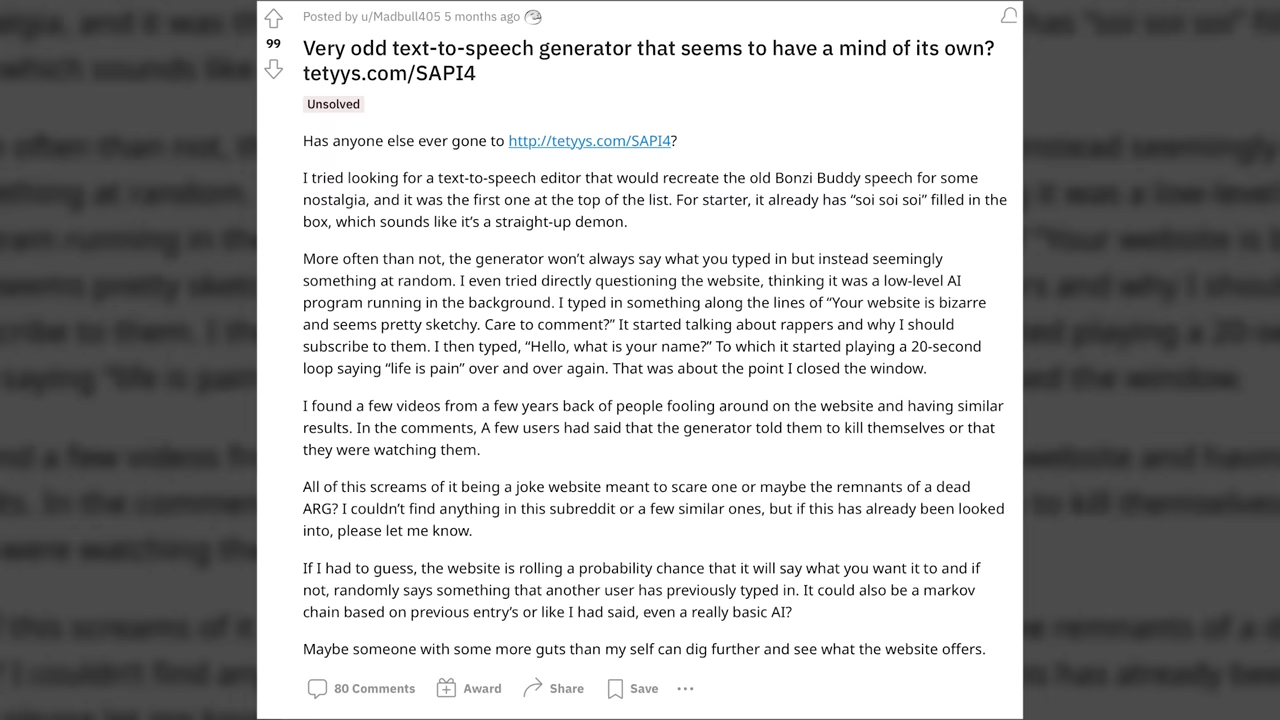 Posted by u/Madbull405 5 months ago
99
Very odd text-to-speech generator that seems to have a mind of its own?
tetyys.com/SAPI4
Unsolved
Has anyone else ever gone to http://tetyys.com/SAPI4?
I tried looking for a text-to-speech editor that would recreate the old Bonzi Buddy speech for some
nostalgia, and it was the first one at the top of the list. For starter, it already has “soi soi soi” filled in the
box, which sounds like it’s a straight-up demon.
More often than not, the generator won’t always say what you typed in but instead seemingly
something at random. I even tried directly questioning the website, thinking it was a low-level AI
program running in the background. I typed in something along the lines of “Your website is bizarre
and seems pretty sketchy. Care to comment?” It started talking about rappers and why I should
subscribe to them. I then typed, “Hello, what is your name?” To which it started playing a 20-second
loop saying “life is pain” over and over again. That was about the point I closed the window.
I found a few videos from a few years back of people fooling around on the website and having similar
results. In the comments, A few users had said that the generator told them to kill themselves or that
they were watching them.
All of this screams of it being a joke website meant to scare one or maybe the remnants of a dead
ARG? I couldn’t find anything in this subreddit or a few similar ones, but if this has already been looked
into, please let me know.
If I had to guess, the website is rolling a probability chance that it will say what you want it to and if
not, randomly says something that another user has previously typed in. It could also be a markov
chain based on previous entry’s or like I had said, even a really basic AI?
Maybe someone with some more guts than my self can dig further and see what the website offers.
80 Comments Award Share Save